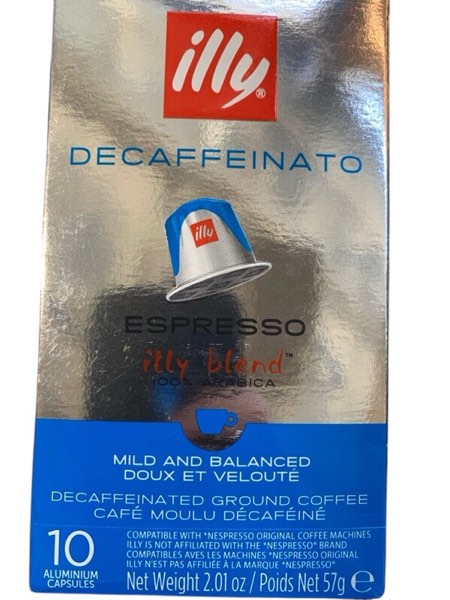 illy®
DECAFFEINATO
illy
ESPRESSO
illy blend™
100% ARABICA
MILD AND BALANCED
DOUX ET VELOUTÉ
DECAFFEINATED GROUND COFFEE
CAFÉ MOULU DÉCAFÉINÉ
10
ALUMINIUM
CAPSULES
COMPATIBLE WITH *NESPRESSO ORIGINAL COFFEE MACHINES
ILLY IS NOT AFFILIATED WITH THE *NESPRESSO* BRAND
COMPATIBLES AVES LES MACHINES *NESPRESSO ORIGINAL
ILLY N'EST PAS AFFILIÉE À LA MARQUE *NESPRESSO*
Net Weight 2.01 oz / Poids Net 57g ℮